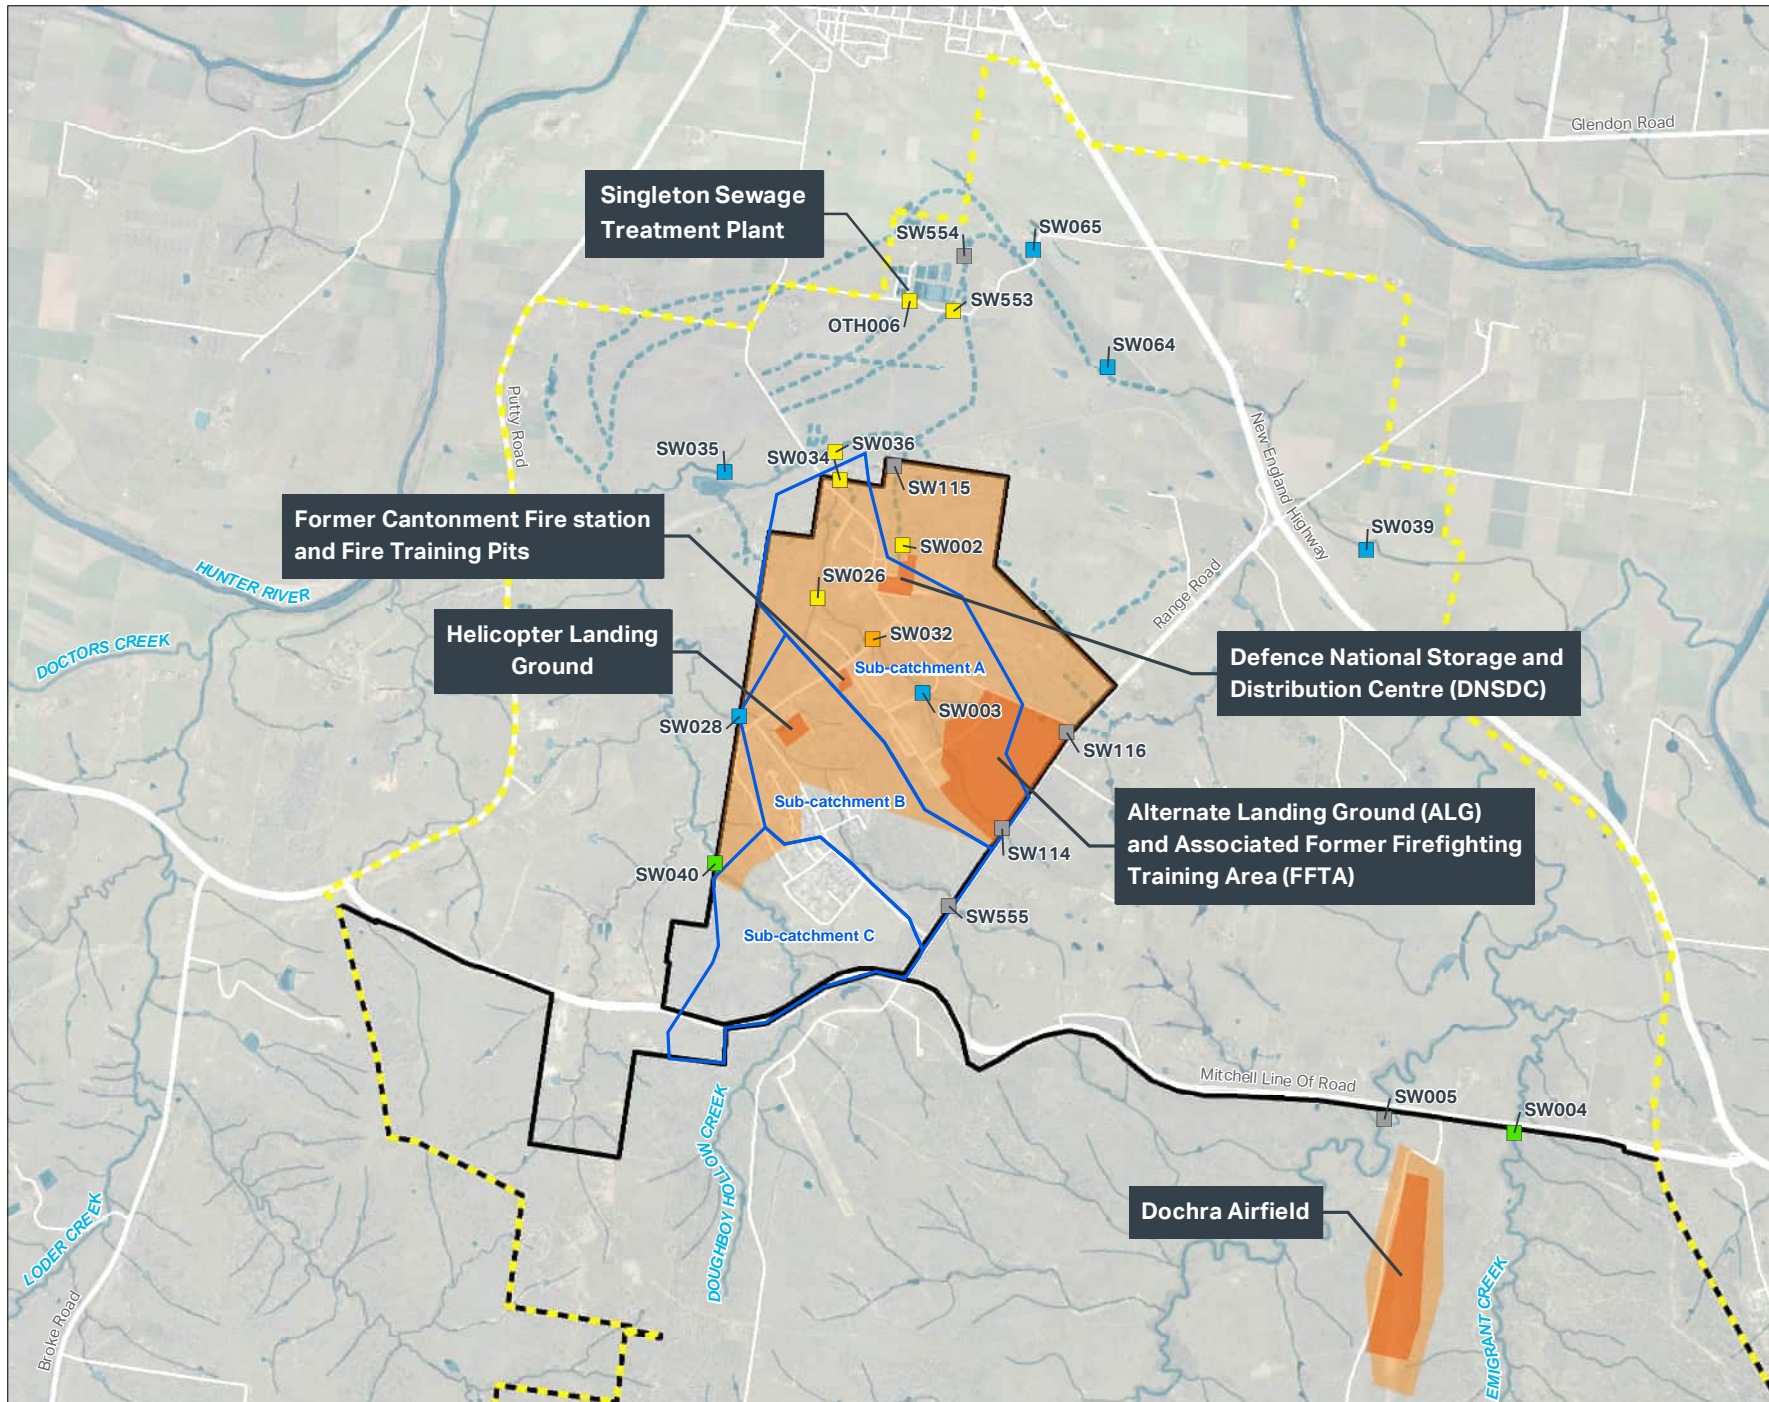 Glendon Road
Singleton Sewage
Treatment Plant
SW554
SW065
SW553
OTH006
SW064
Putty Road
New England Highway
SW036
SW035
SW034
SW115
Former Cantonment Fire station
and Fire Training Pits
SW039
SW002
HUNTER RIVER
SW026
Range Road
DOCTORS CREEK
Helicopter Landing
Ground
SW032
Sub-catchment A
Defence National Storage and
Distribution Centre (DNSDC)
SW003
SW028
SW116
Sub-catchment B
Alternate Landing Ground (ALG)
and Associated Former Firefighting
Training Area (FFTA)
SW114
SW040
SW555
Sub-catchment C
Mitchell Line Of Road
SW005
SW004
DOUGHBOY HOLLOW CREEK
LODER CREEK
Dochra Airfield
EMIGRANT CREEK
Broke Road